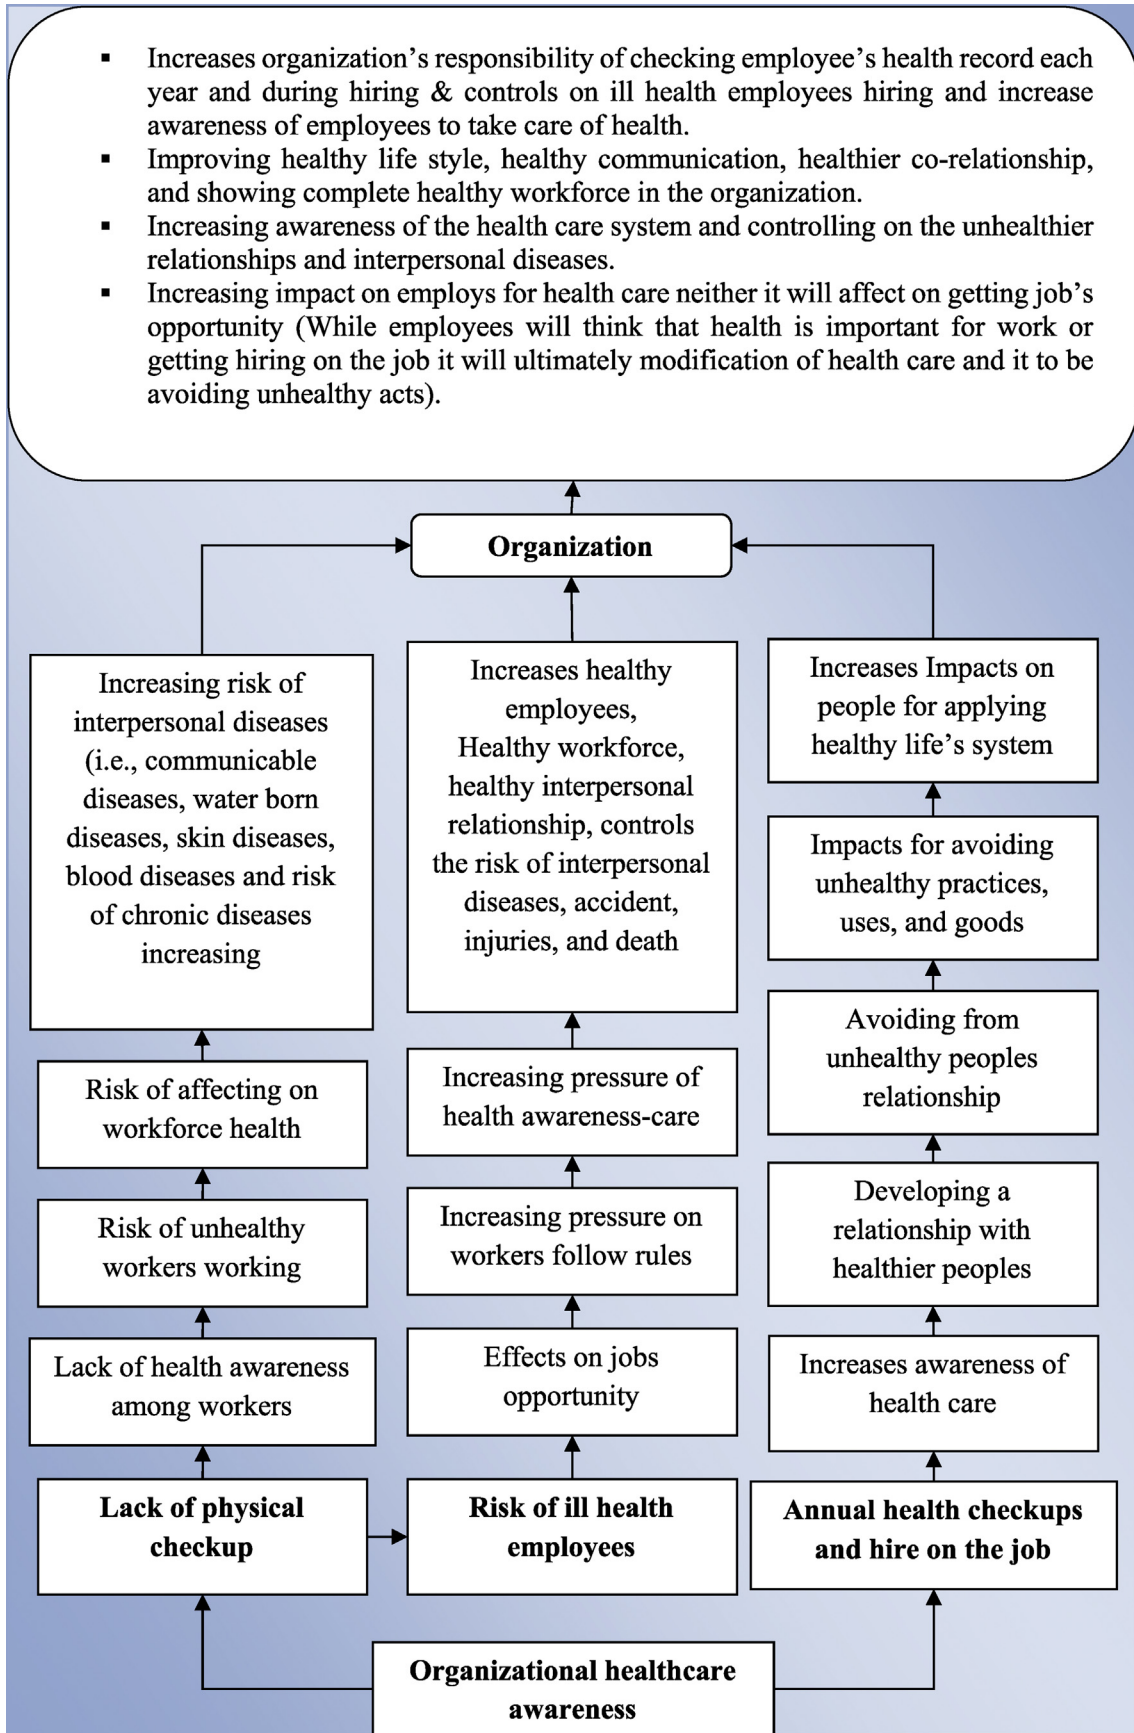 ▪ Increases organization’s responsibility of checking employee’s health record each
year and during hiring & controls on ill health employees hiring and increase
awareness of employees to take care of health.
▪ Improving healthy life style, healthy communication, healthier co-relationship,
and showing complete healthy workforce in the organization.
▪ Increasing awareness of the health care system and controlling on the unhealthier
relationships and interpersonal diseases.
▪ Increasing impact on employs for health care neither it will affect on getting job’s
opportunity (While employees will think that health is important for work or
getting hiring on the job it will ultimately modification of health care and it to be
avoiding unhealthy acts).
Organization
Increasing risk of
interpersonal diseases
(i.e., communicable
diseases, water born
diseases, skin diseases,
blood diseases and risk
of chronic diseases
increasing
Risk of affecting on
workforce health
Risk of unhealthy
workers working
Lack of health awareness
among workers
Lack of physical
checkup
Increases healthy
employees,
Healthy workforce,
healthy interpersonal
relationship, controls
the risk of interpersonal
diseases, accident,
injuries, and death
Increasing pressure of
health awareness-care
Increasing pressure on
workers follow rules
Effects on jobs
opportunity
Risk of ill health
employees
Increases Impacts on
people for applying
healthy life’s system
Impacts for avoiding
unhealthy practices,
uses, and goods
Avoiding from
unhealthy peoples
relationship
Developing a
relationship with
healthier peoples
Increases awareness of
health care
Annual health checkups
and hire on the job
Organizational healthcare
awareness